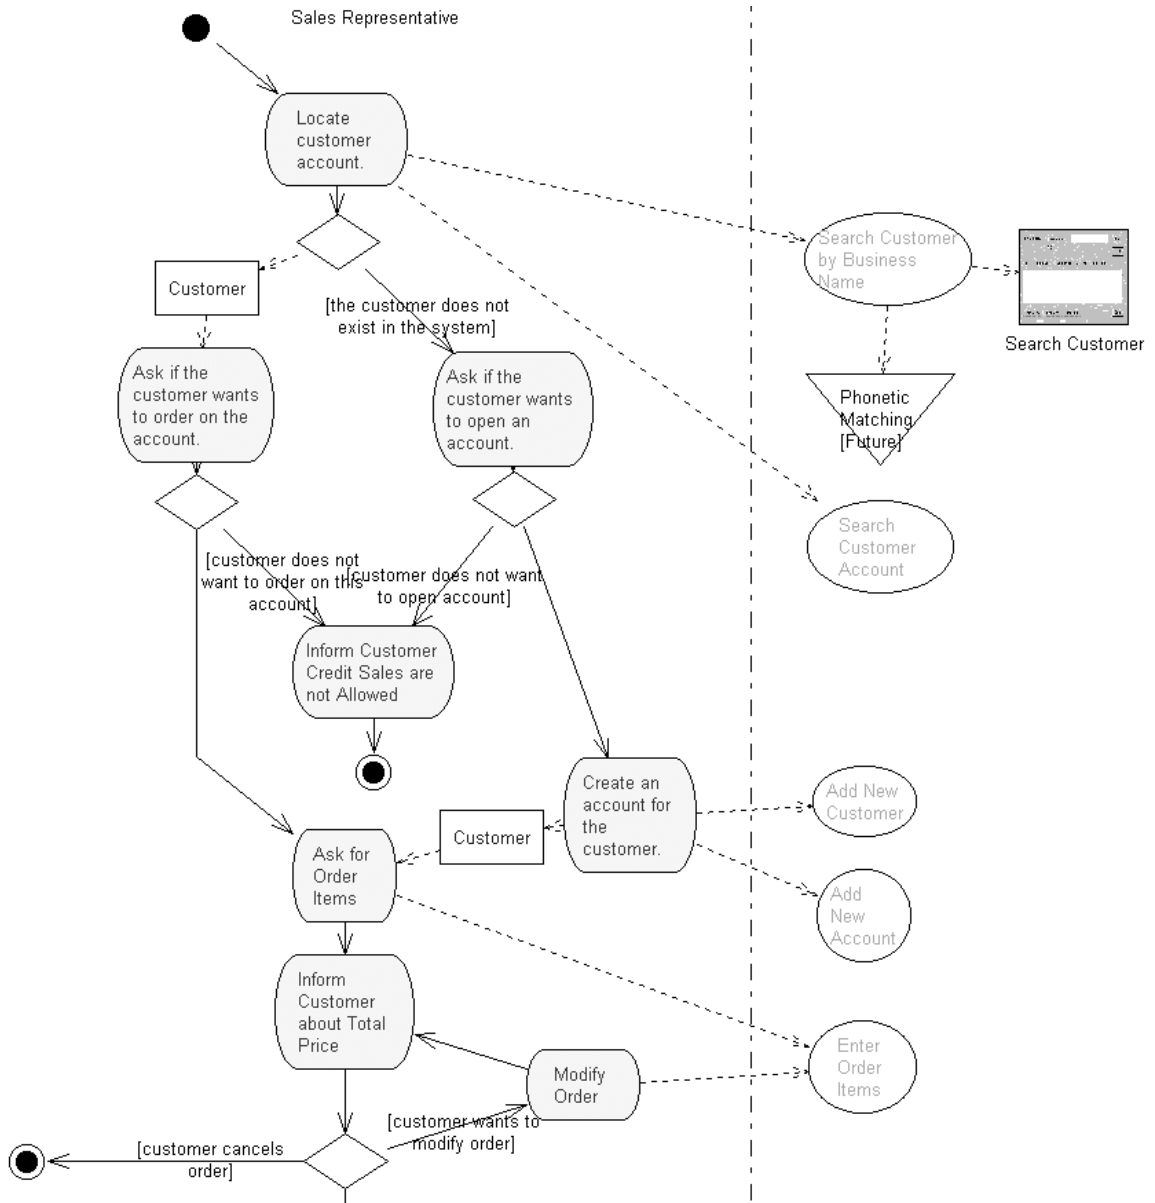 Sales Representative
Locate
customer
account.
Search Customer
by Business
Name
Search Customer
Customer
[the customer does not
exist in the system]
Ask if the
customer wants
to order on the
account.
Ask if the
customer wants
to open an
account.
Phonetic
Matching
[Future]
Search
Customer
Account
[customer does not
want to order on this
account]
[customer does not want
to open account]
Inform Customer
Credit Sales are
not Allowed
Create an
account for
the
customer.
Add New
Customer
Customer
Ask for
Order
Items
Add
New
Account
Inform
Customer
about Total
Price
Modify
Order
Enter
Order
Items
[customer wants to
modify order]
[customer cancels
order]